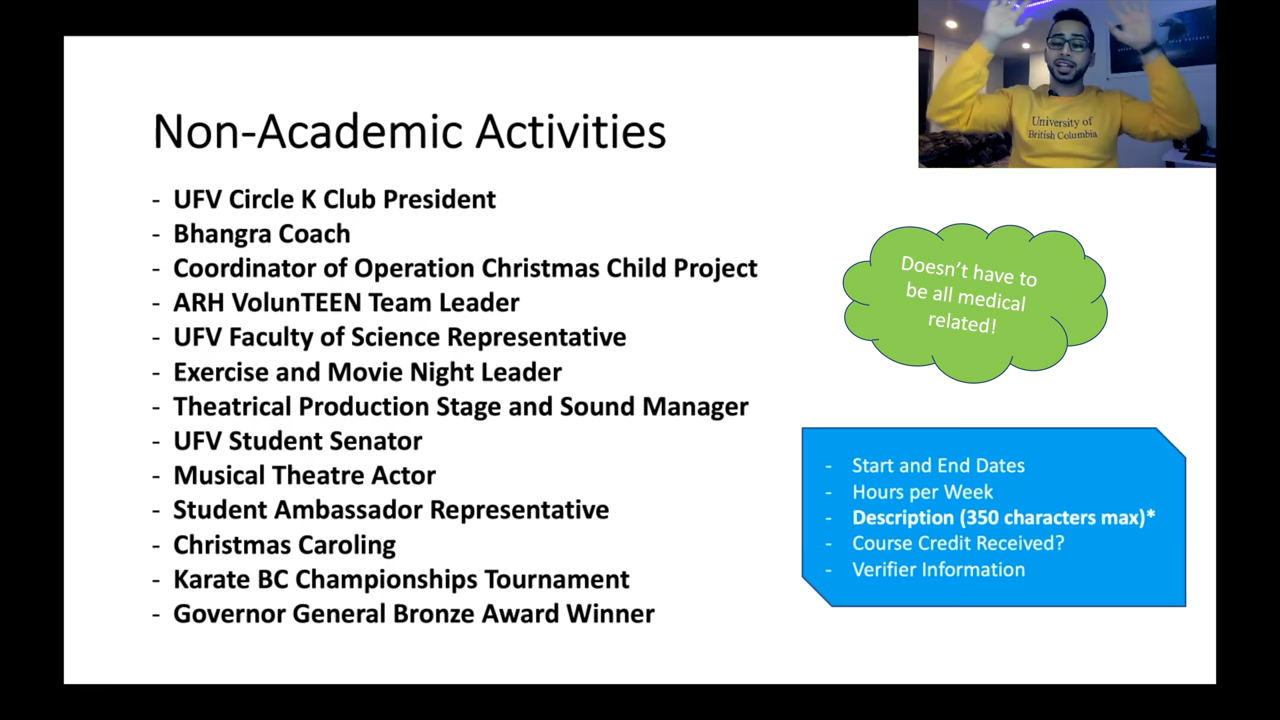 Non-Academic Activities
- UFV Circle K Club President
- Bhangra Coach
- Coordinator of Operation Christmas Child Project
- ARH VolunTEEN Team Leader
- UFV Faculty of Science Representative
- Exercise and Movie Night Leader
- Theatrical Production Stage and Sound Manager
- UFV Student Senator
- Musical Theatre Actor
- Student Ambassador Representative
- Christmas Caroling
- Karate BC Championships Tournament
- Governor General Bronze Award Winner
University of
British Columbia
Doesn't have to
be all medical
related!
- Start and End Dates
- Hours per Week
- Description (350 characters max)*
- Course Credit Received?
- Verifier Information